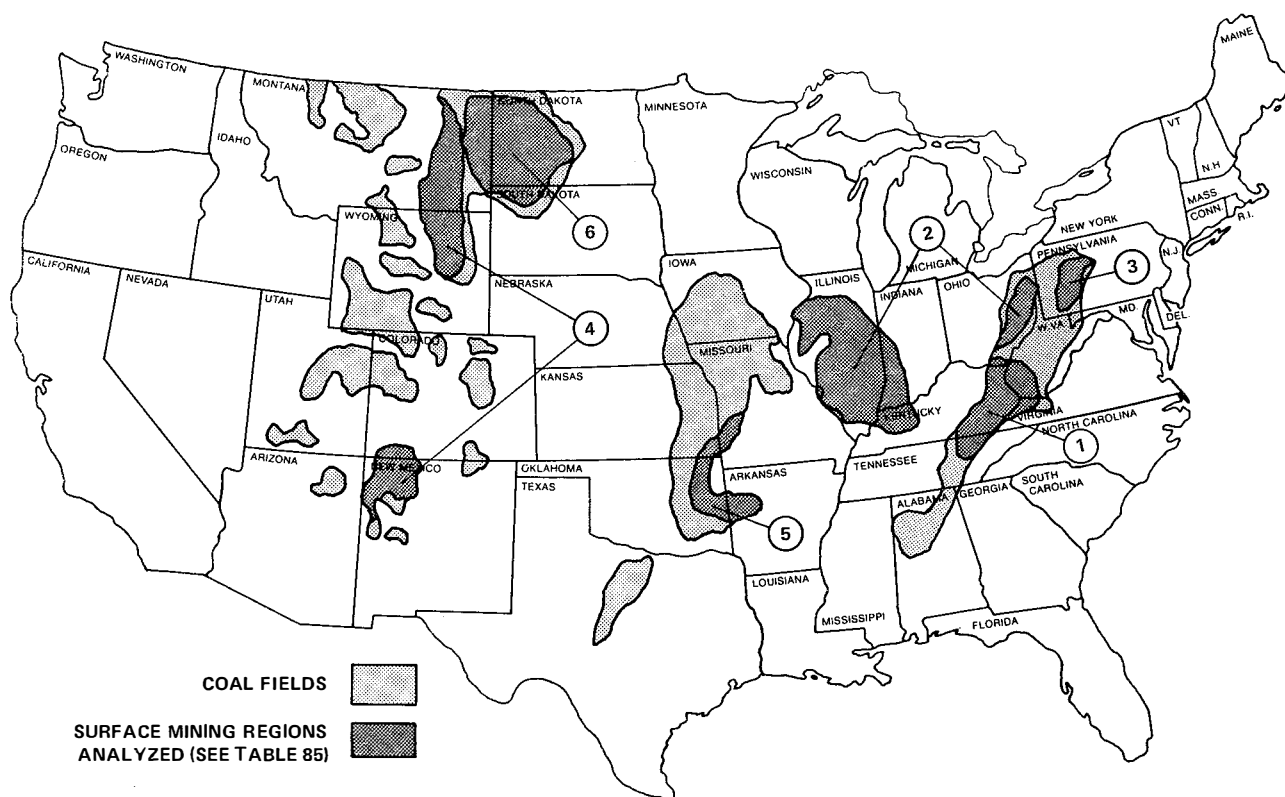 WASHINGTON
MONTANA
NORTH DAKOTA
MINNESOTA
MAINE
OREGON
IDAHO
WISCONSIN
VT
N.H
SOUTH DAKOTA
MASS.
CONN.
R.I.
WYOMING
6
2
NEW YORK
CALIFORNIA
NEVADA
UTAH
NEBRASKA
IOWA
ILLINOIS
MICHIGAN
INDIANA
OHIO
PENNSYLVANIA
N.J
3
MD.
DEL.
W.VA.
4
COLORADO
KANSAS
MISSOURI
KENTUCKY
VIRGINIA
NORTH CAROLINA
1
ARIZONA
NEW MEXICO
OKLAHOMA
TEXAS
ARKANSAS
TENNESSEE
ALABAMA
GEORGIA
SOUTH
CAROLINA
5
LOUISIANA
MISSISSIPPI
FLORIDA
COAL FIELDS
SURFACE MINING REGIONS
ANALYZED (SEE TABLE 85)